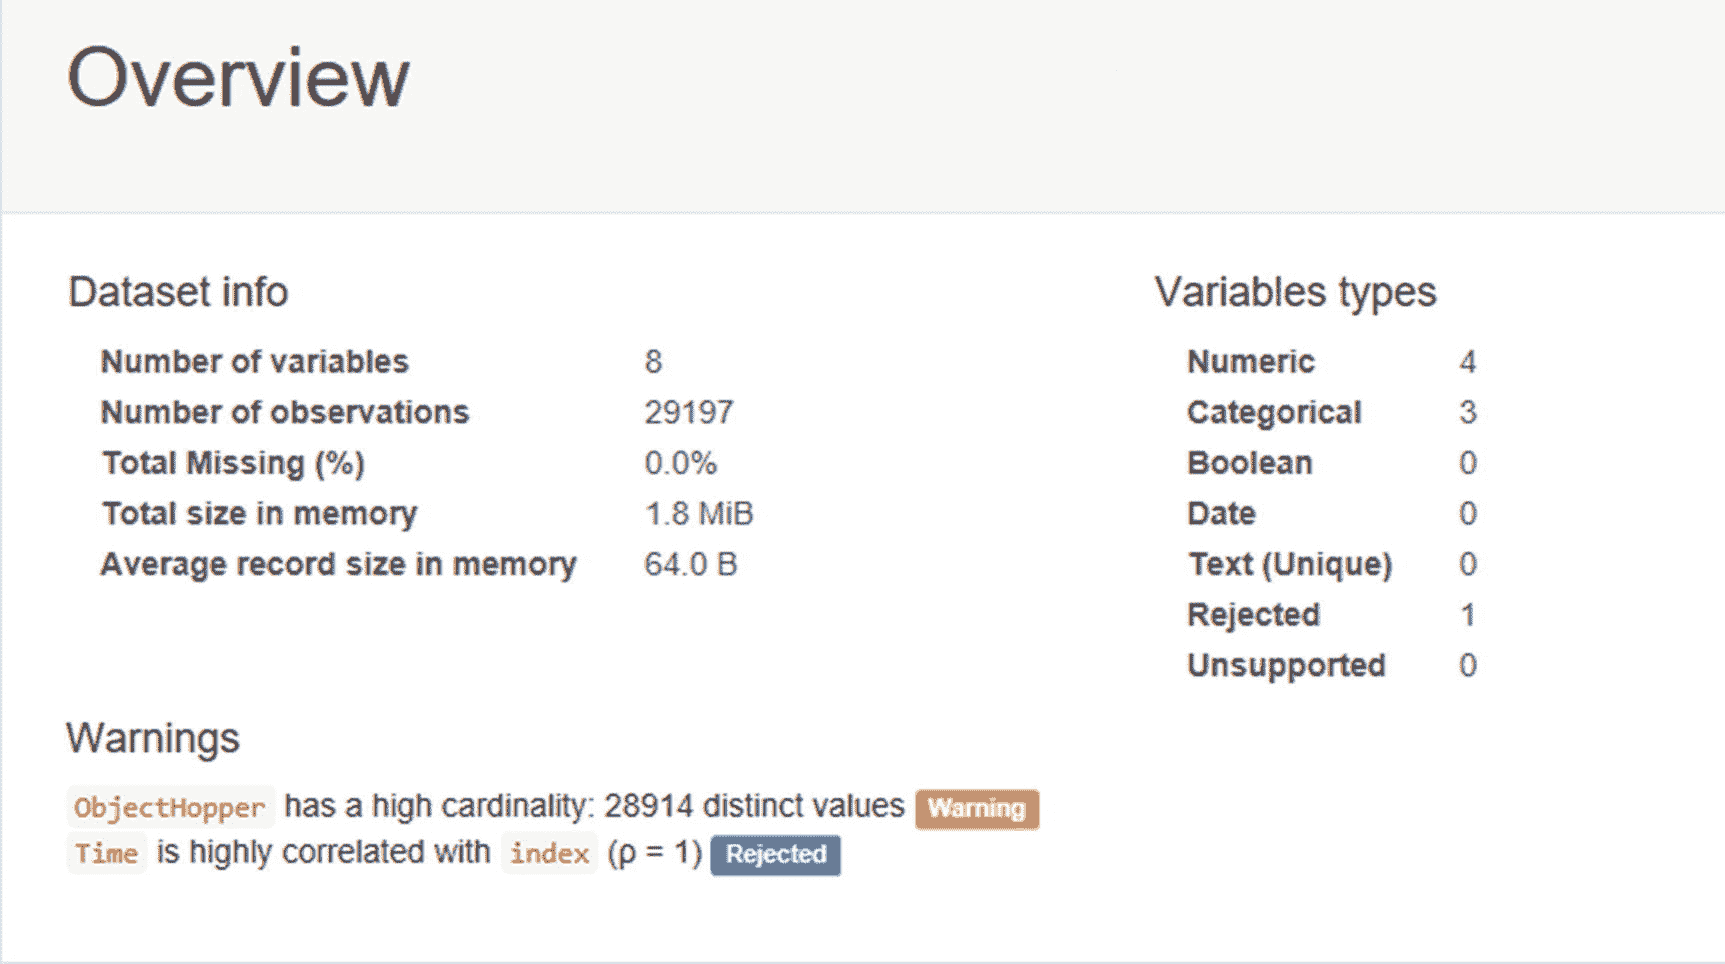 Overview
Dataset info
Number of variables 8
Number of observations 29197
Total Missing (%) 0.0%
Total size in memory 1.8 MiB
Average record size in memory 64.0 B
Variables types
Numeric 4
Categorical 3
Boolean 0
Date 0
Text (Unique) 0
Rejected 1
Unsupported 0
Warnings
ObjectHopper has a high cardinality: 28914 distinct values Warning
Time is highly correlated with index (ρ = 1) Rejected